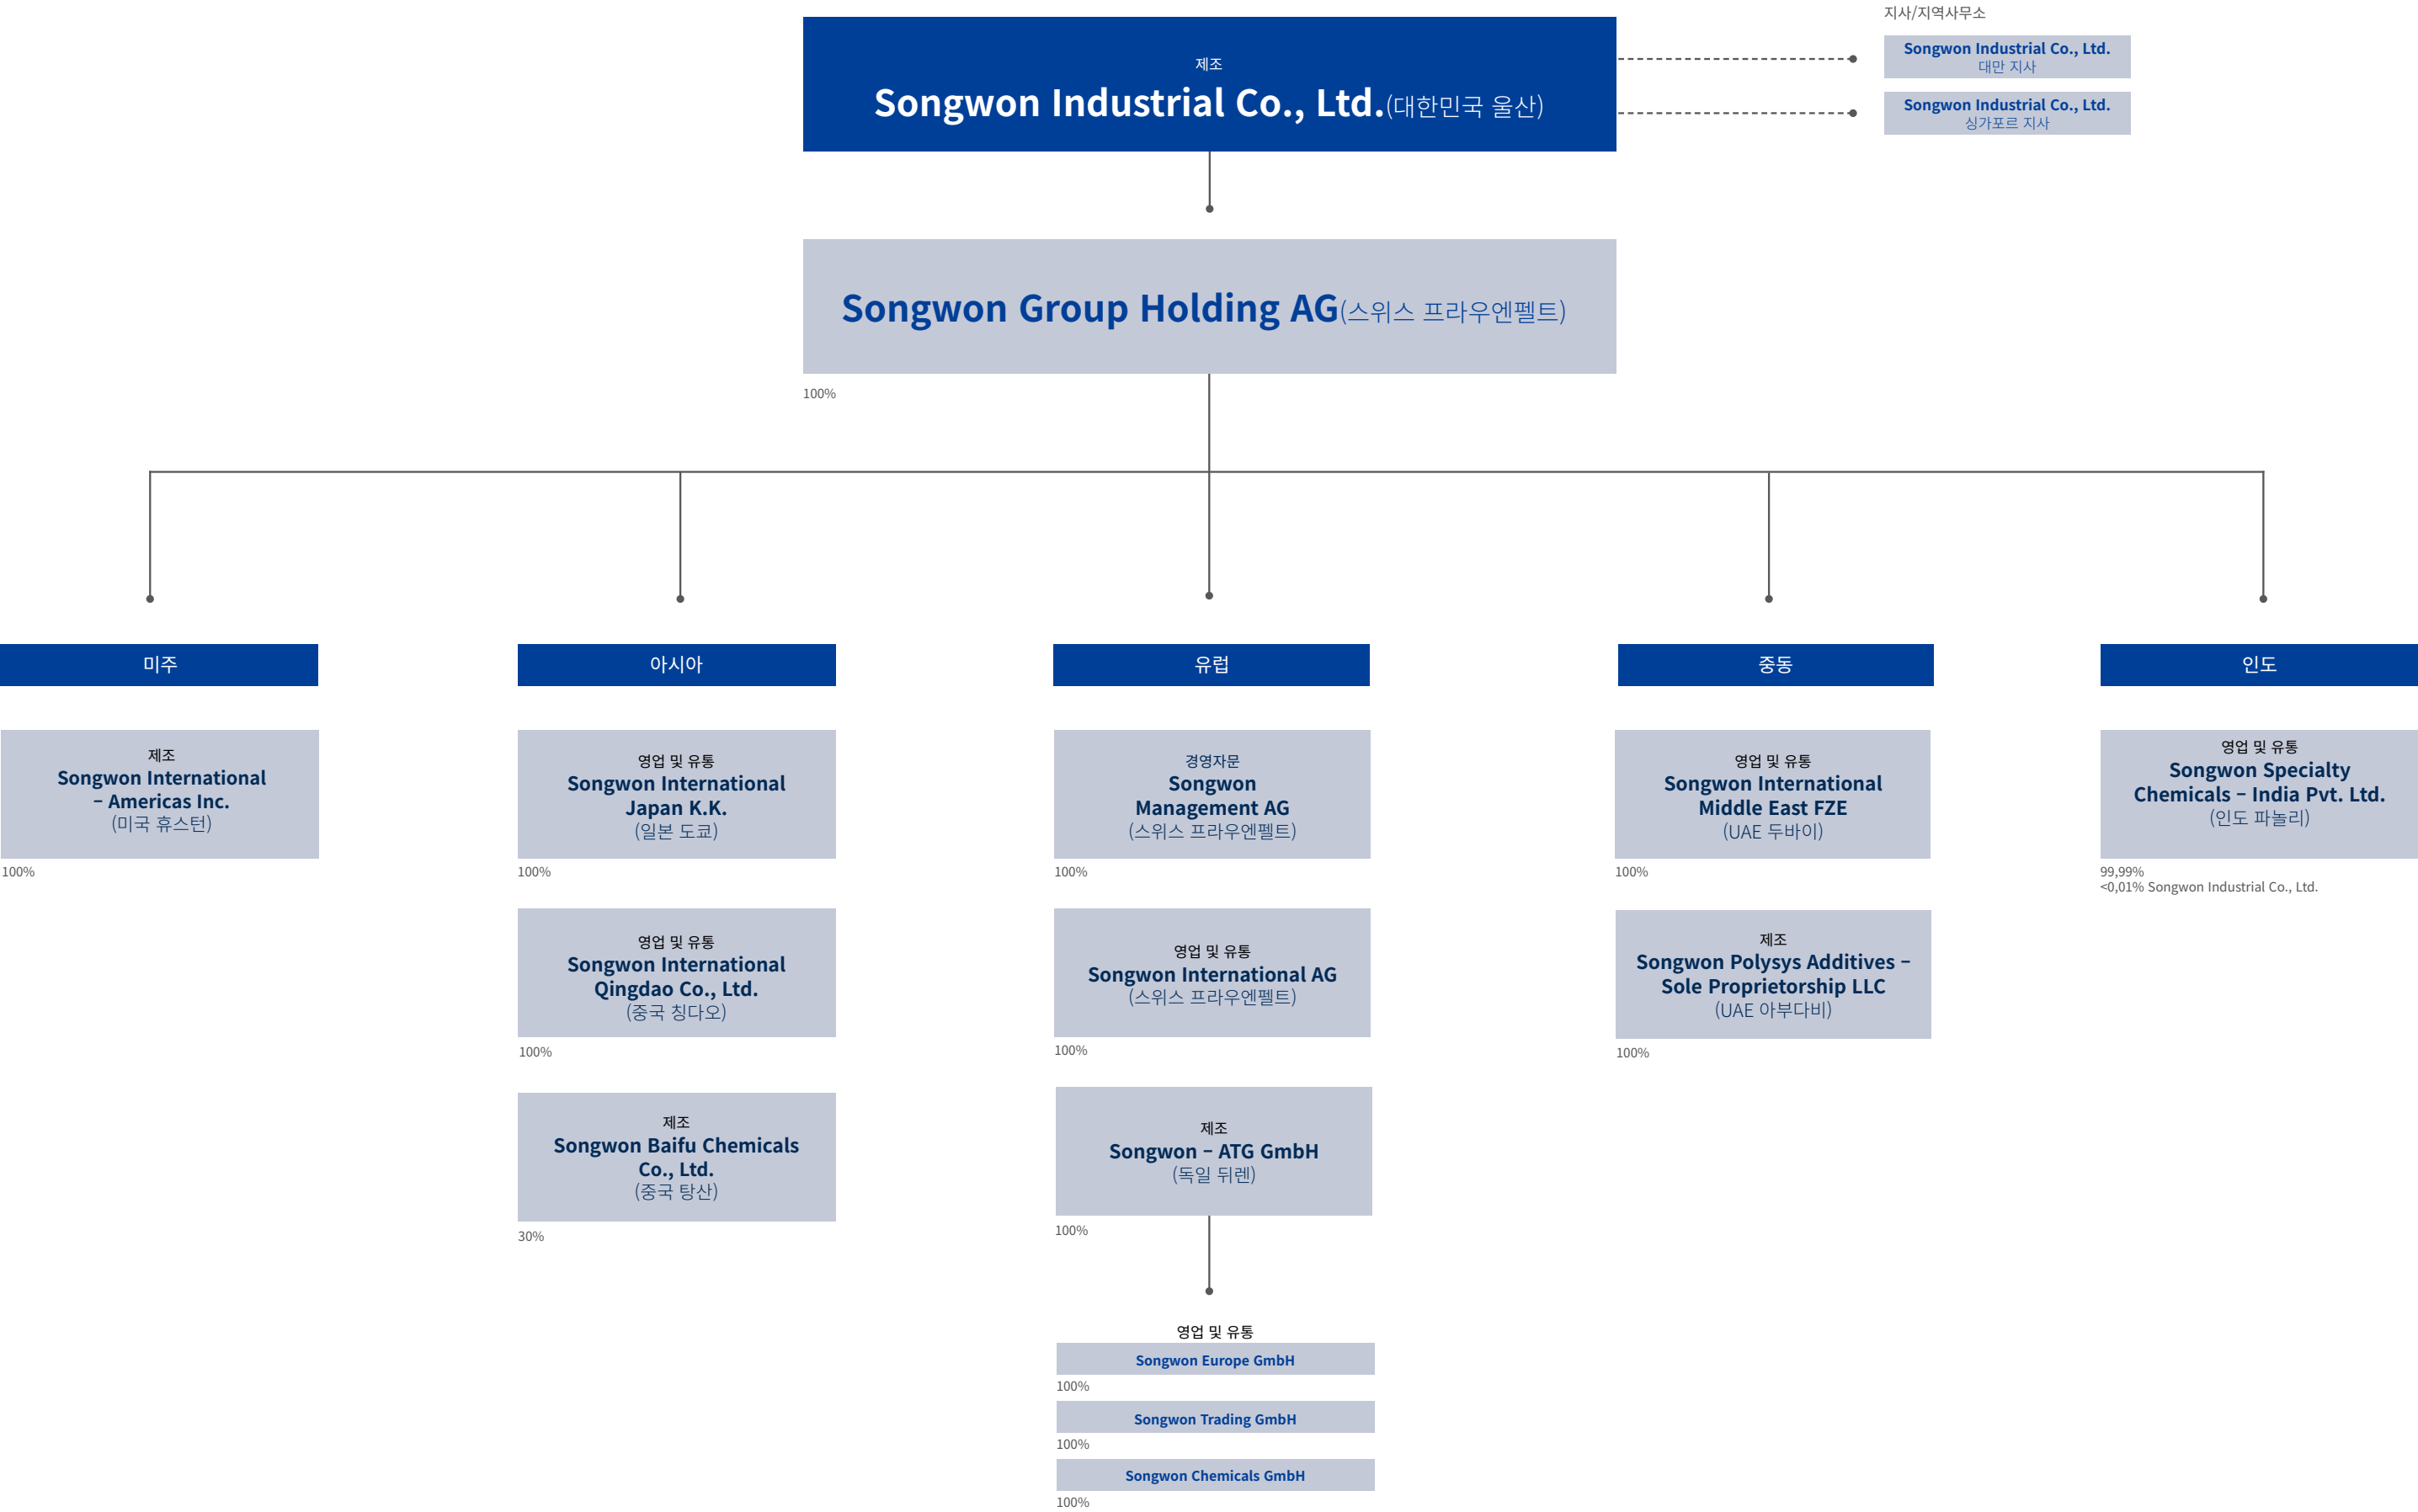 지사/지역사무소
제조
Songwon Industrial Co., Ltd.(대한민국 울산)
Songwon Industrial Co., Ltd.
대만 지사
Songwon Industrial Co., Ltd.
싱가포르 지사
Songwon Group Holding AG(스위스 프라우엔펠트)
100%
미주
제조
Songwon International
– Americas Inc.
(미국 휴스턴)
100%
아시아
영업 및 유통
Songwon International
Japan K.K.
(일본 도쿄)
100%
영업 및 유통
Songwon International
Qingdao Co., Ltd.
(중국 칭다오)
100%
제조
Songwon Baifu Chemicals
Co., Ltd.
(중국 탕산)
30%
유럽
경영자문
Songwon
Management AG
(스위스 프라우엔펠트)
100%
영업 및 유통
Songwon International AG
(스위스 프라우엔펠트)
100%
제조
Songwon – ATG GmbH
(독일 뒤렌)
100%
영업 및 유통
Songwon Europe GmbH
100%
Songwon Trading GmbH
100%
Songwon Chemicals GmbH
100%
중동
영업 및 유통
Songwon International
Middle East FZE
(UAE 두바이)
100%
제조
Songwon Polysys Additives –
Sole Proprietorship LLC
(UAE 아부다비)
100%
인도
영업 및 유통
Songwon Specialty
Chemicals – India Pvt. Ltd.
(인도 파놀리)
99,99%
<0,01% Songwon Industrial Co., Ltd.